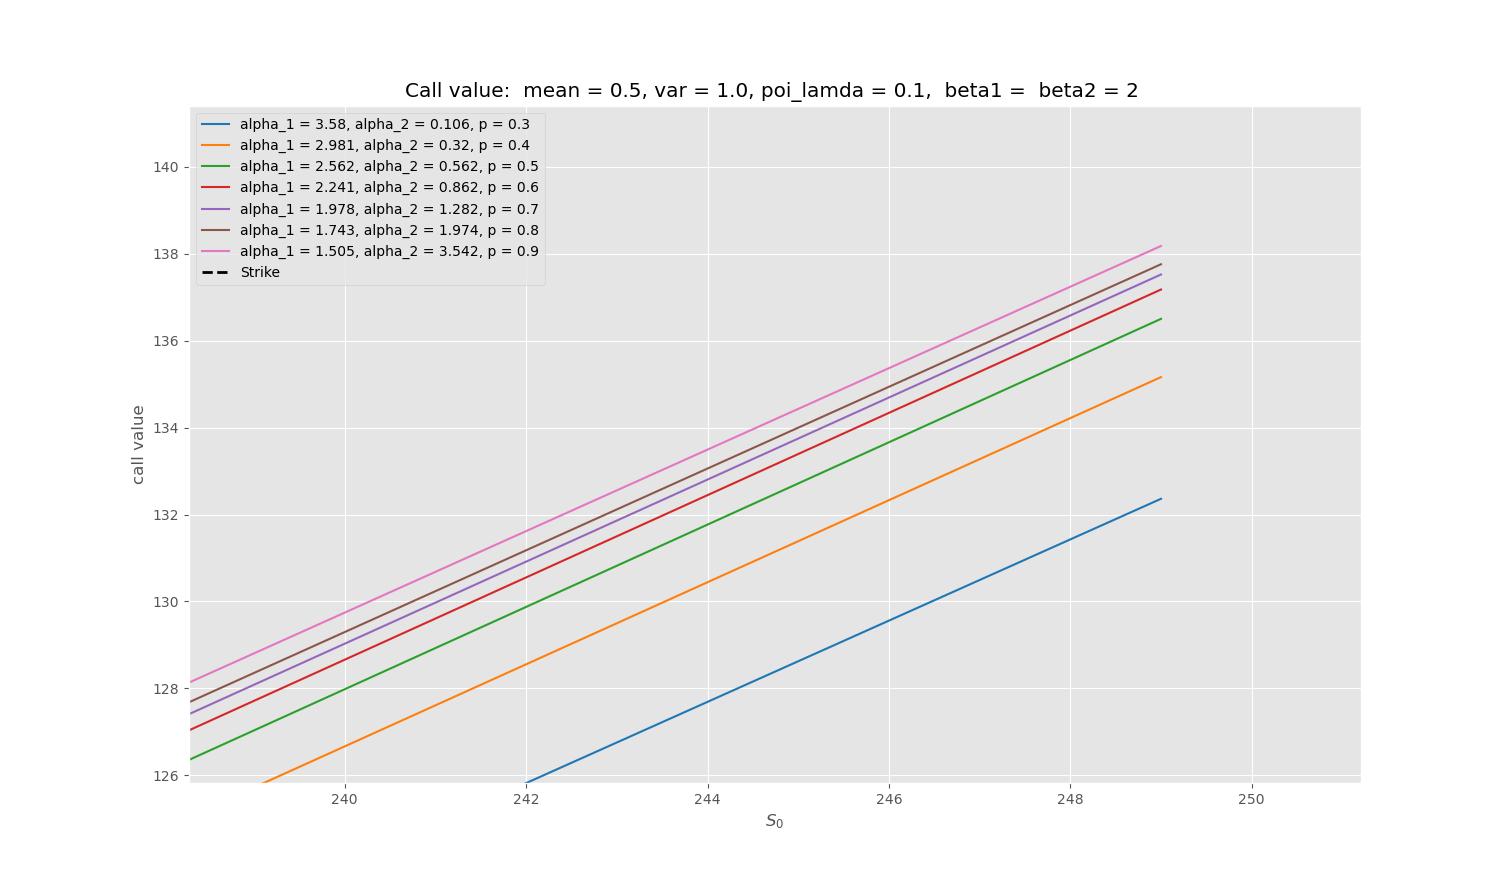 Call value:  mean = 0.5, var = 1.0, poi_lamda = 0.1,  beta1 =  beta2 = 2
alpha_1 = 3.58, alpha_2 = 0.106, p = 0.3
alpha_1 = 2.981, alpha_2 = 0.32, p = 0.4
alpha_1 = 2.562, alpha_2 = 0.562, p = 0.5
alpha_1 = 2.241, alpha_2 = 0.862, p = 0.6
alpha_1 = 1.978, alpha_2 = 1.282, p = 0.7
alpha_1 = 1.743, alpha_2 = 1.974, p = 0.8
alpha_1 = 1.505, alpha_2 = 3.542, p = 0.9
Strike
140
138
136
134
132
130
128
126
call value
240 242 244 246 248 250
S_0